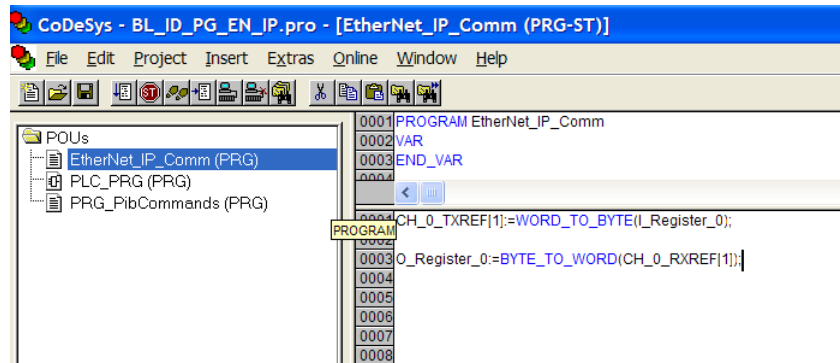 CoDeSys - BL_ID_PG_EN_IP.pro - [EtherNet_IP_Comm (PRG-ST)]
File Edit Project Insert Extras Online Window Help
POUs
EtherNet_IP_Comm (PRG)
PLC_PRG (PRG)
PRG_PibCommands (PRG)
PROGRAM
0001 PROGRAM EtherNet_IP_Comm
0002 VAR
0003 END_VAR
0004
0001 CH_0_TXREF[1]:=WORD_TO_BYTE(I_Register_0);
0002
0003 O_Register_0:=BYTE_TO_WORD(CH_0_RXREF[1]);
0004
0005
0006
0007
0008